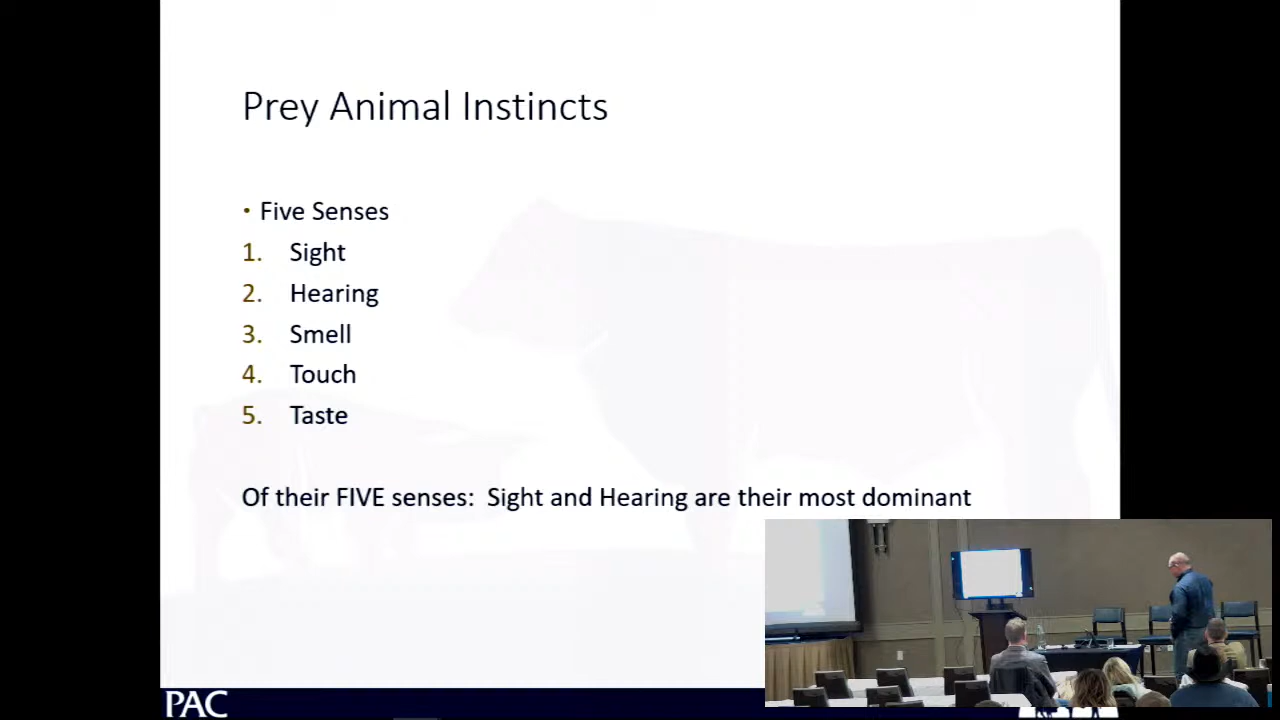 Prey Animal Instincts
• Five Senses
1. Sight
2. Hearing
3. Smell
4. Touch
5. Taste
Of their FIVE senses: Sight and Hearing are their most dominant
PAC